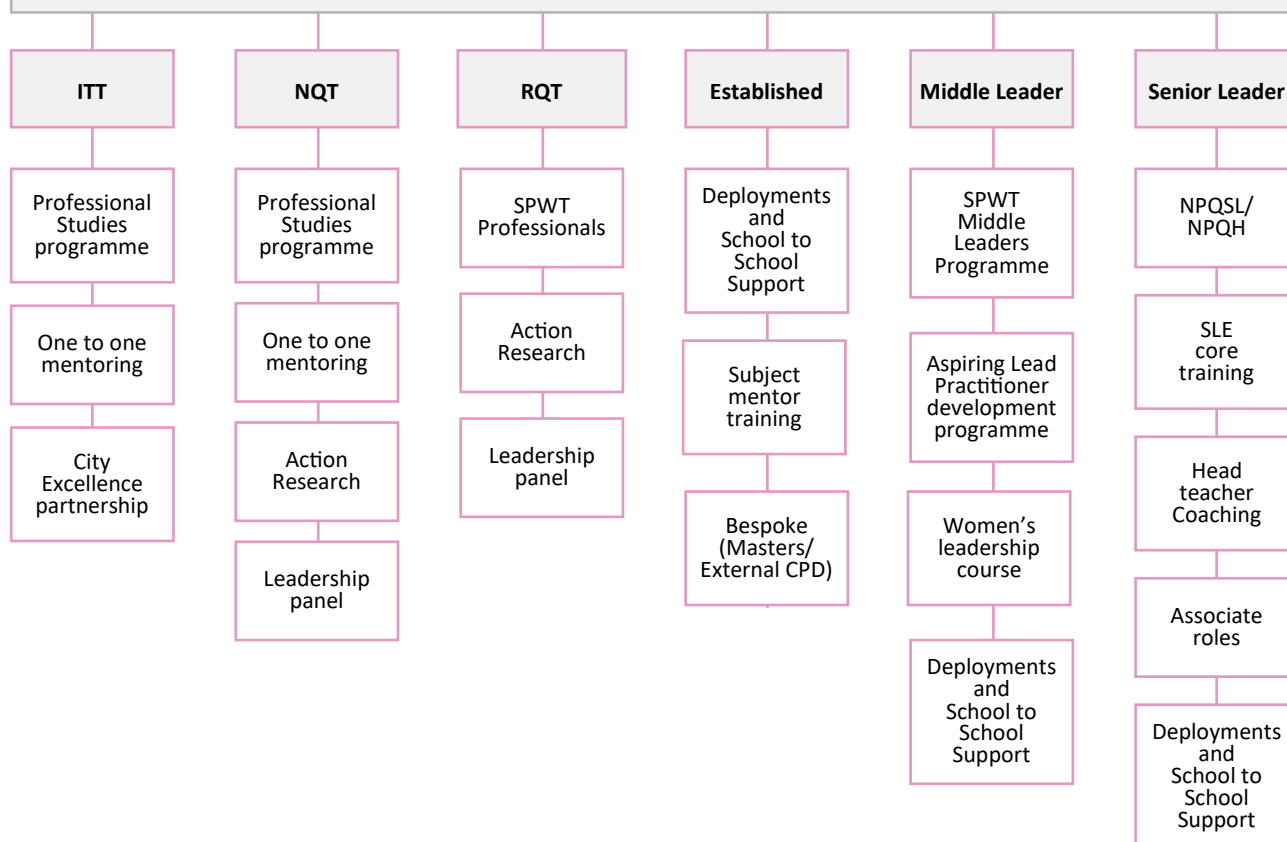 ITT
Professional
Studies
programme
One to one
mentoring
City
Excellence
partnership
NQT
Professional
Studies
programme
One to one
mentoring
Action
Research
Leadership
panel
RQT
SPWT
Professionals
Action
Research
Leadership
panel
Established
Deployments
and
School to
School
Support
Subject
mentor
training
Bespoke
(Masters/
External CPD)
Middle Leader
SPWT
Middle
Leaders
Programme
Aspiring Lead
Practitioner
development
programme
Women’s
leadership
course
Deployments
and
School to
School
Support
Senior Leader
NPQSL/
NPQH
SLE
core
training
Head
teacher
Coaching
Associate
roles
Deployments
and
School to
School
Support